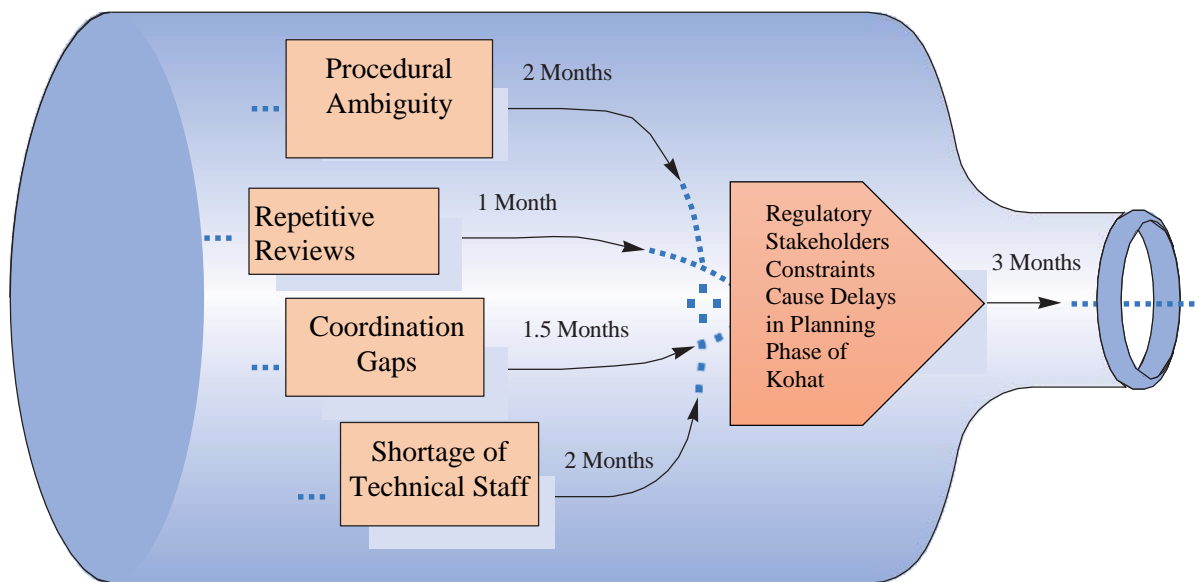 Procedural
Ambiguity
2 Months
Repetitive
Reviews
1 Month
Coordination
Gaps
1.5 Months
Shortage of
Technical Staff
2 Months
Regulatory
Stakeholders
Constraints
Cause Delays
in Planning
Phase of
Kohat
3 Months